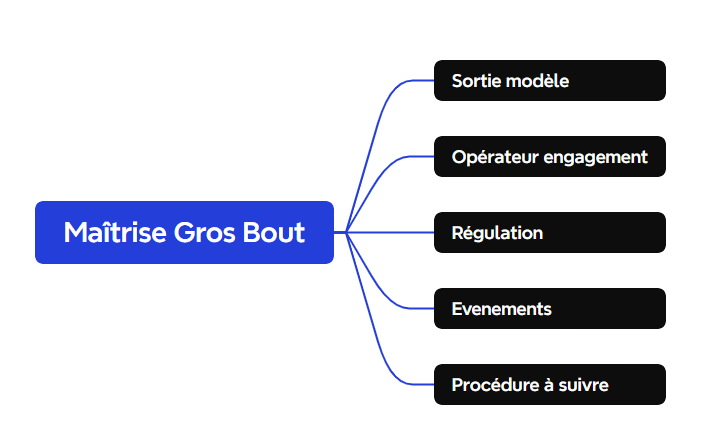 Sortie modèle
Opérateur engagement
Maîtrise Gros Bout
Régulation
Evenements
Procédure à suivre